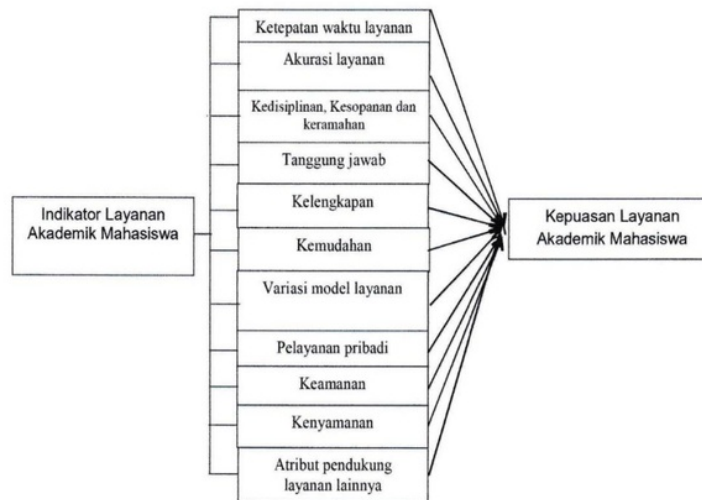 Ketepatan waktu layanan
Akurasi layanan
Kedisiplinan, Kesopanan dan
keramahan
Tanggung jawab
Indikator Layanan
Akademik Mahasiswa
Kelengkapan
Kemudahan
Variasi model layanan
Pelayanan pribadi
Keamanan
Kenyamanan
Atribut pendukung
layanan lainnya
Kepuasan Layanan
Akademik Mahasiswa